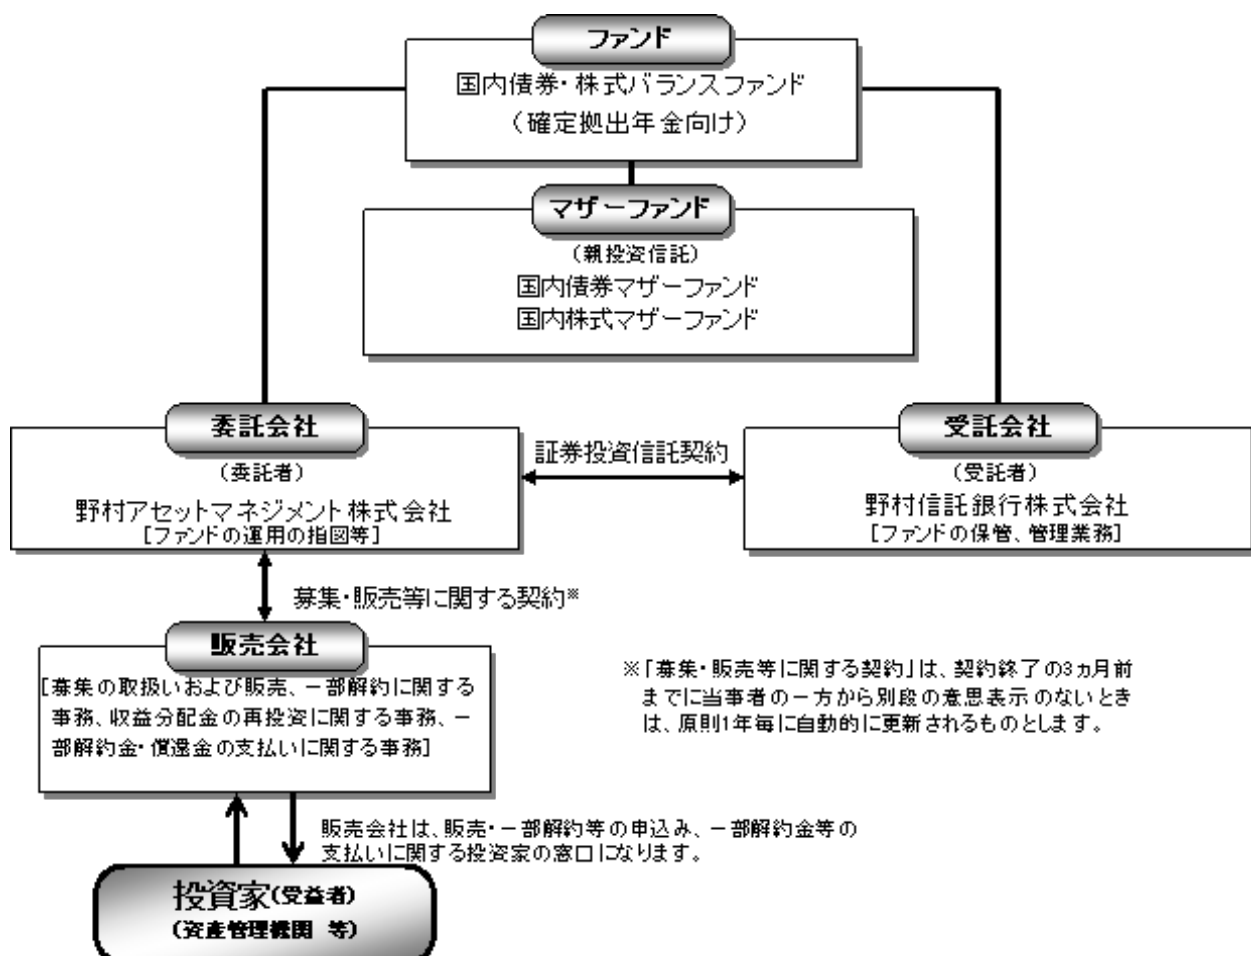 ファンド
国内債券・株式バランスファンド
（確定拠出年金向け）
マザーファンド
（親投資信託）
国内債券マザーファンド
国内株式マザーファンド
委託会社
（委託者）
野村アセットマネジメント株式会社
[ファンドの運用の指図等]
証券投資信託契約
受託会社
（受託者）
野村信託銀行株式会社
[ファンドの保管、管理業務]
募集・販売等に関する契約※
販売会社
[募集の取扱いおよび販売、一部解約に関する
事務、収益分配金の再投資に関する事務、一
部解約金・償還金の支払いに関する事務]
※「募集・販売等に関する契約」は、契約終了の3ヵ月前
までに当事者の一方から別段の意思表示のないとき
は、原則1年毎に自動的に更新されるものとします。
販売会社は、販売・一部解約等の申込み、一部解約金等の
支払いに関する投資家の窓口になります。
投資家(受益者)
(資産管理機関 等)